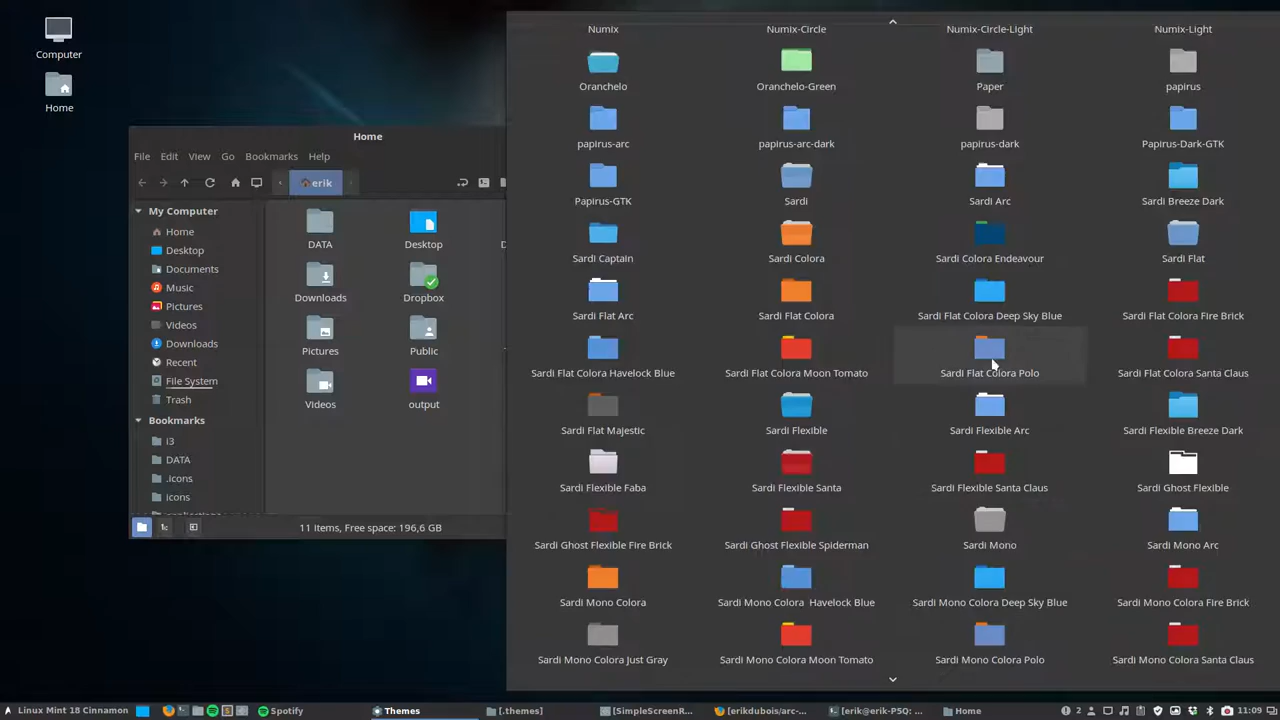 Computer
Home
Home
File Edit View Go Bookmarks Help
erik
My Computer
Home
Desktop
Documents
Music
Pictures
Videos
Downloads
Recent
File System
Trash
Bookmarks
i3
DATA
.icons
icons
DATA Desktop
Downloads Dropbox
Pictures Public
Videos output
11 Items, Free space: 196,6 GB
Numix Numix-Circle Numix-Circle-Light Numix-Light
Oranchelo Oranchelo-Green Paper papirus
papirus-arc papirus-arc-dark papirus-dark Papirus-Dark-GTK
Papirus-GTK Sardi Sardi Arc Sardi Breeze Dark
Sardi Captain Sardi Colora Sardi Colora Endeavour Sardi Flat
Sardi Flat Arc Sardi Flat Colora Sardi Flat Colora Deep Sky Blue Sardi Flat Colora Fire Brick
Sardi Flat Colora Havelock Blue Sardi Flat Colora Moon Tomato Sardi Flat Colora Polo Sardi Flat Colora Santa Claus
Sardi Flat Majestic Sardi Flexible Sardi Flexible Arc Sardi Flexible Breeze Dark
Sardi Flexible Faba Sardi Flexible Santa Sardi Flexible Santa Claus Sardi Ghost Flexible
Sardi Ghost Flexible Fire Brick Sardi Ghost Flexible Spiderman Sardi Mono Sardi Mono Arc
Sardi Mono Colora Sardi Mono Colora  Havelock Blue Sardi Mono Colora Deep Sky Blue Sardi Mono Colora Fire Brick
Sardi Mono Colora Just Gray Sardi Mono Colora Moon Tomato Sardi Mono Colora Polo Sardi Mono Colora Santa Claus
Linux Mint 18 Cinnamon Spotify Themes [.themes] [SimpleScreenR... [erikdubois/arc-... [erik@erik-P5Q: ... Home 2 11:09